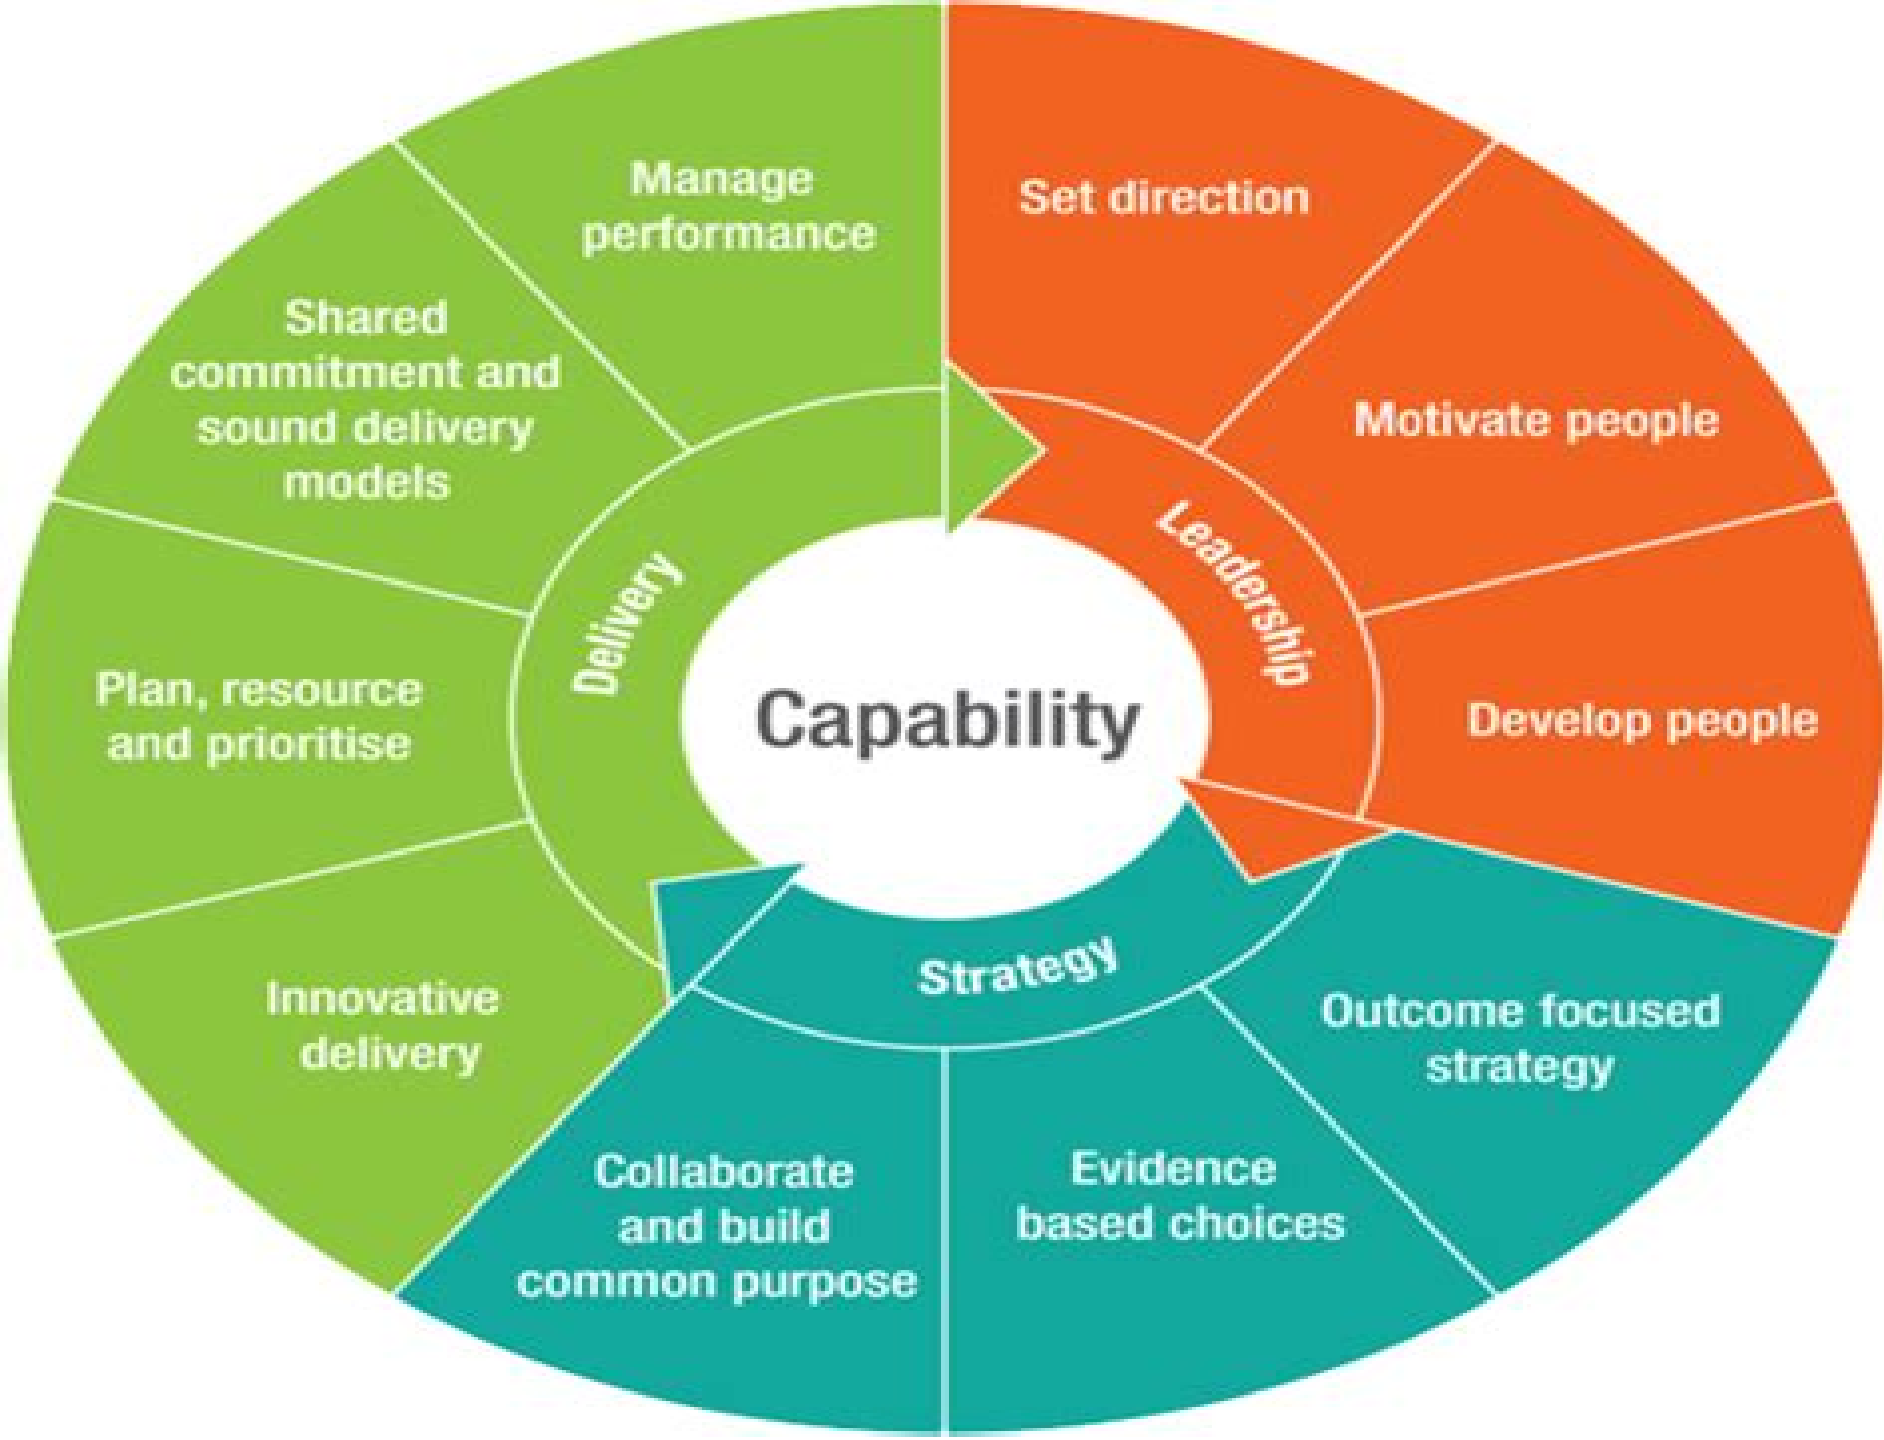 Manage
performance
Set direction
Shared
commitment and
sound delivery
models
Motivate people
Leadership
Delivery
Plan, resource
and prioritise
Capability
Develop people
Innovative
delivery
Strategy
Outcome focused
strategy
Collaborate
and build
common purpose
Evidence
based choices